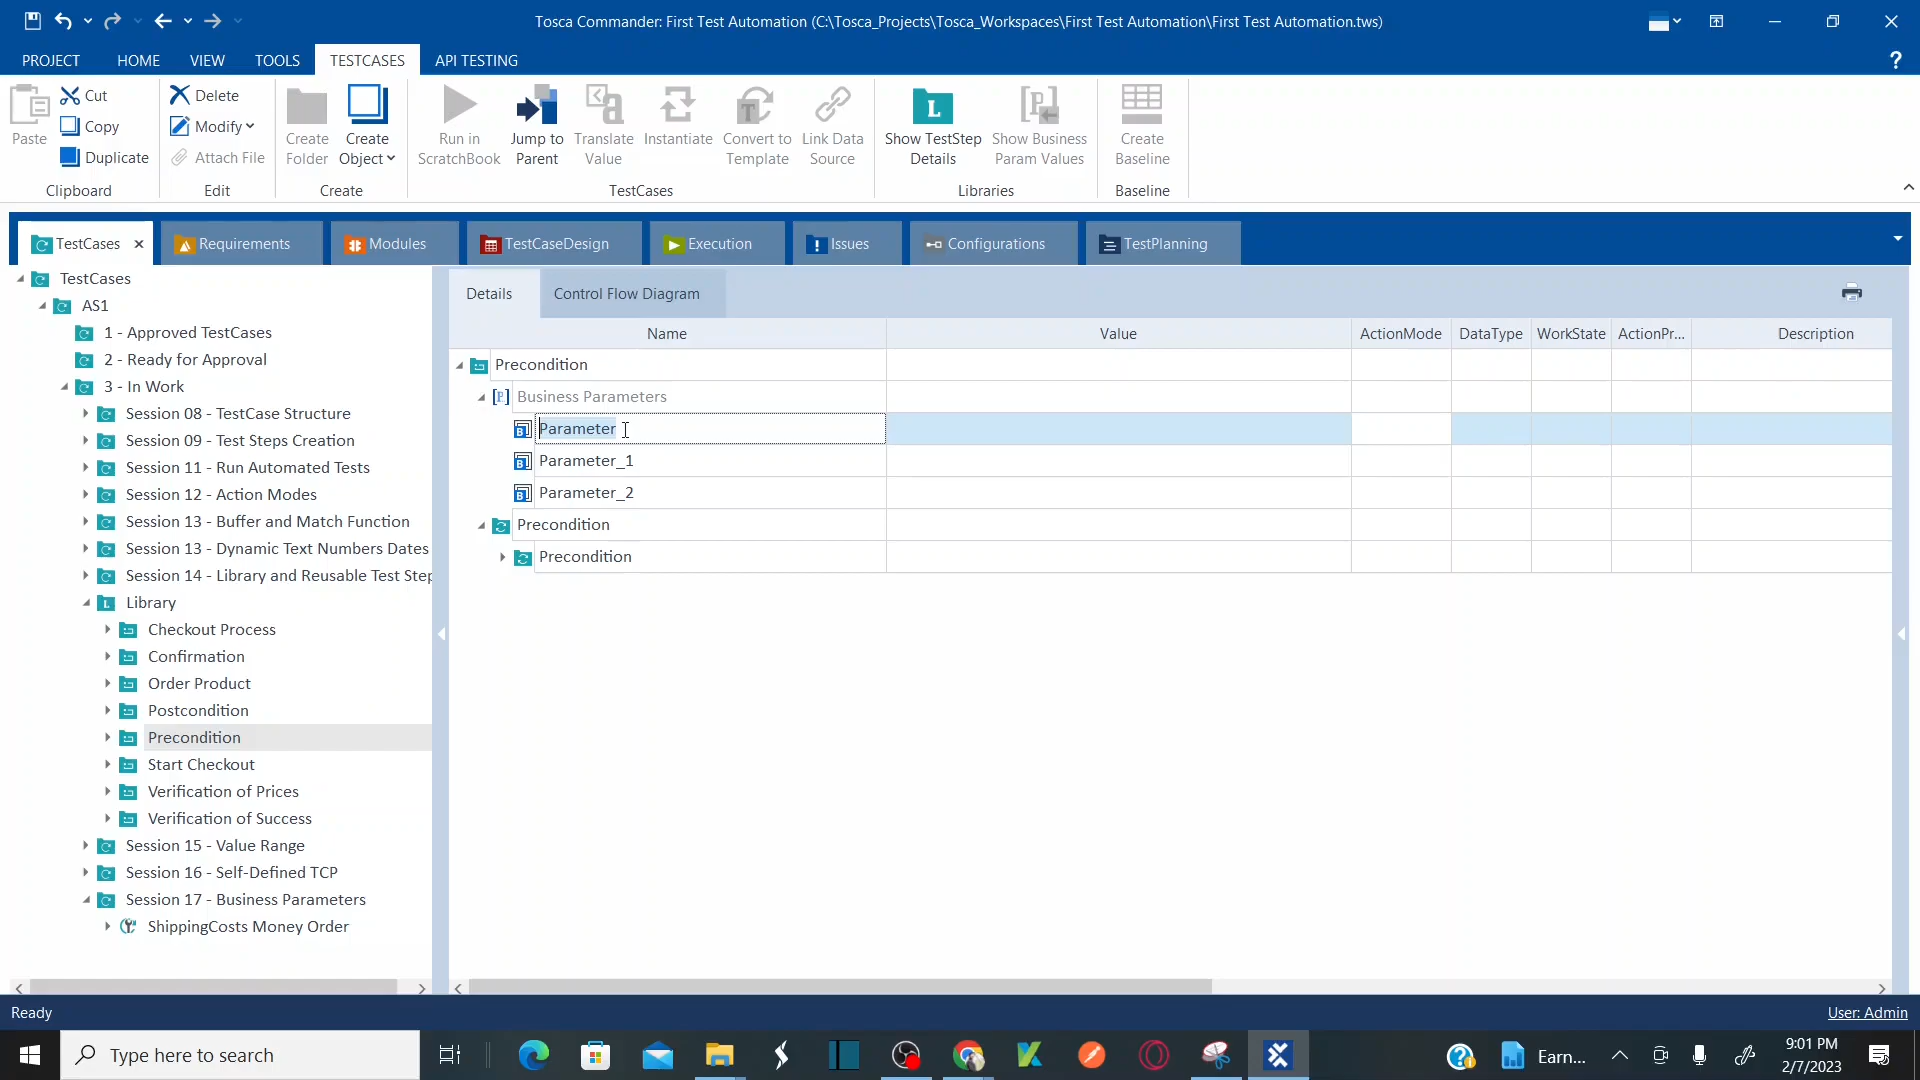 Tosca Commander: First Test Automation (C:\Tosca_Projects\Tosca_Workspaces\First Test Automation\First Test Automation.tws)
PROJECT HOME VIEW TOOLS TESTCASES API TESTING ?
Paste
Cut
Copy
Duplicate
Clipboard
Delete
Modify
Attach File
Edit
Create Folder
Create Object
Create
Run in ScratchBook
Jump to Parent
Translate Value
Instantiate
Convert to Template
Link Data Source
TestCases
Show TestStep Details
Show Business Param Values
Libraries
Create Baseline
Baseline
TestCases Requirements Modules TestCaseDesign Execution Issues Configurations TestPlanning
TestCases
AS1
1 - Approved TestCases
2 - Ready for Approval
3 - In Work
Session 08 - TestCase Structure
Session 09 - Test Steps Creation
Session 11 - Run Automated Tests
Session 12 - Action Modes
Session 13 - Buffer and Match Function
Session 13 - Dynamic Text Numbers Dates
Session 14 - Library and Reusable Test Step
Library
Checkout Process
Confirmation
Order Product
Postcondition
Precondition
Start Checkout
Verification of Prices
Verification of Success
Session 15 - Value Range
Session 16 - Self-Defined TCP
Session 17 - Business Parameters
ShippingCosts Money Order
Details Control Flow Diagram
Name Value ActionMode DataType WorkState ActionPr... Description
Precondition
Business Parameters
Parameter
Parameter_1
Parameter_2
Precondition
Precondition
Ready
User: Admin
Type here to search
Earn...
9:01 PM
2/7/2023